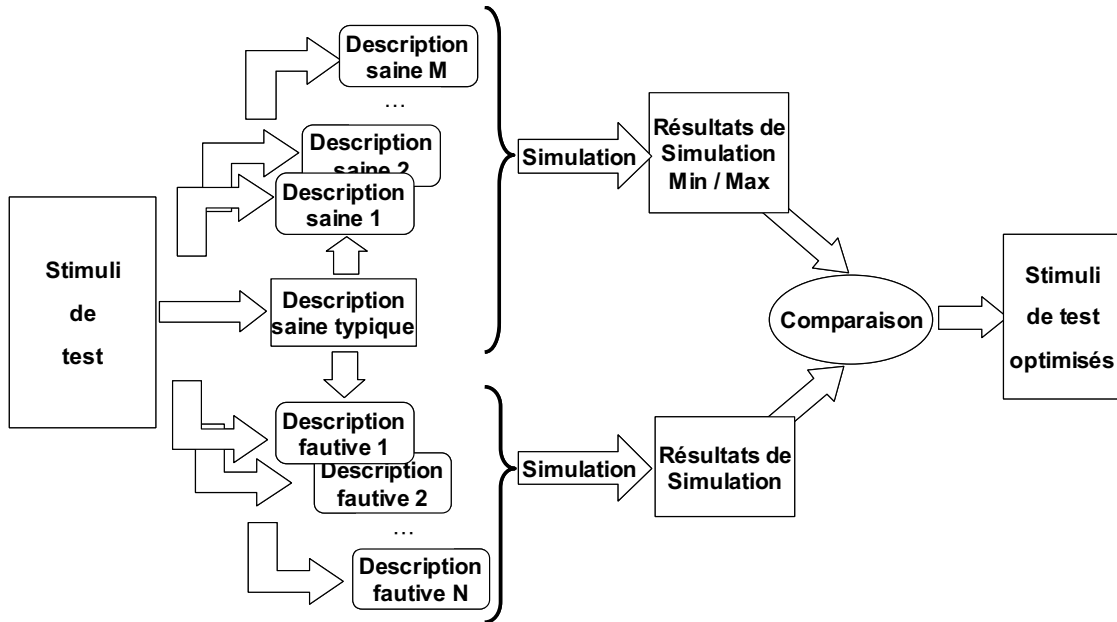 Description
saine M
...
Description
saine 2
Description
saine 1
Stimuli
de
test
Description
saine typique
Description
fautive 1
Description
fautive 2
...
Description
fautive N
Simulation
Résultats de
Simulation
Min / Max
Simulation
Résultats de
Simulation
Comparaison
Stimuli
de test
optimisés